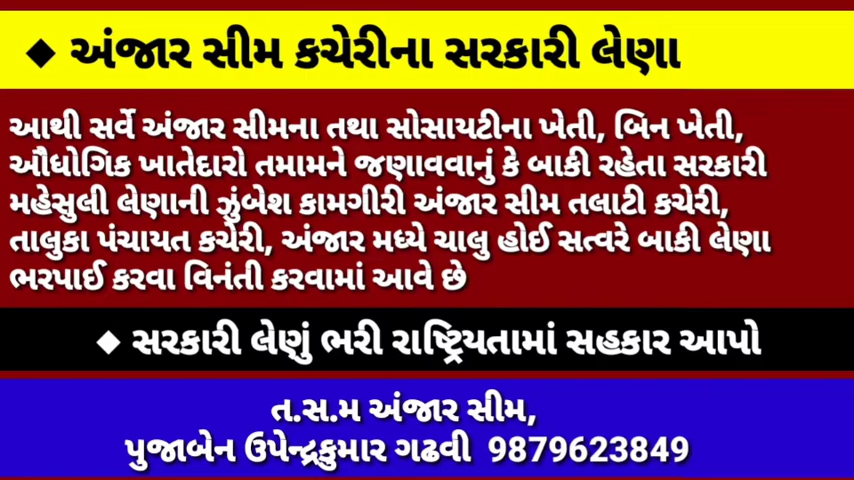 ◆ અંજાર સીમ કચેરીના સરકારી લેણા
આથી સર્વે અંજાર સીમના તથા સોસાયટીના ખેતી, બિન ખેતી,
ઔધોગિક ખાતેદારો તમામને જણાવવાનું કે બાકી રહેતા સરકારી
મહેસુલી લેણાની ઝુંબેશ કામગીરી અંજાર સીમ તલાટી કચેરી,
તાલુકા પંચાયત કચેરી, અંજાર મધ્યે ચાલુ હોઈ સત્વરે બાકી લેણા
ભરપાઈ કરવા વિનંતી કરવામાં આવે છે
◆ સરકારી લેણું ભરી રાષ્ટ્રિયતામાં સહકાર આપો
ત.સ.મ અંજાર સીમ,
પુજાબેન ઉપેન્દ્રકુમાર ગઢવી 9879623849